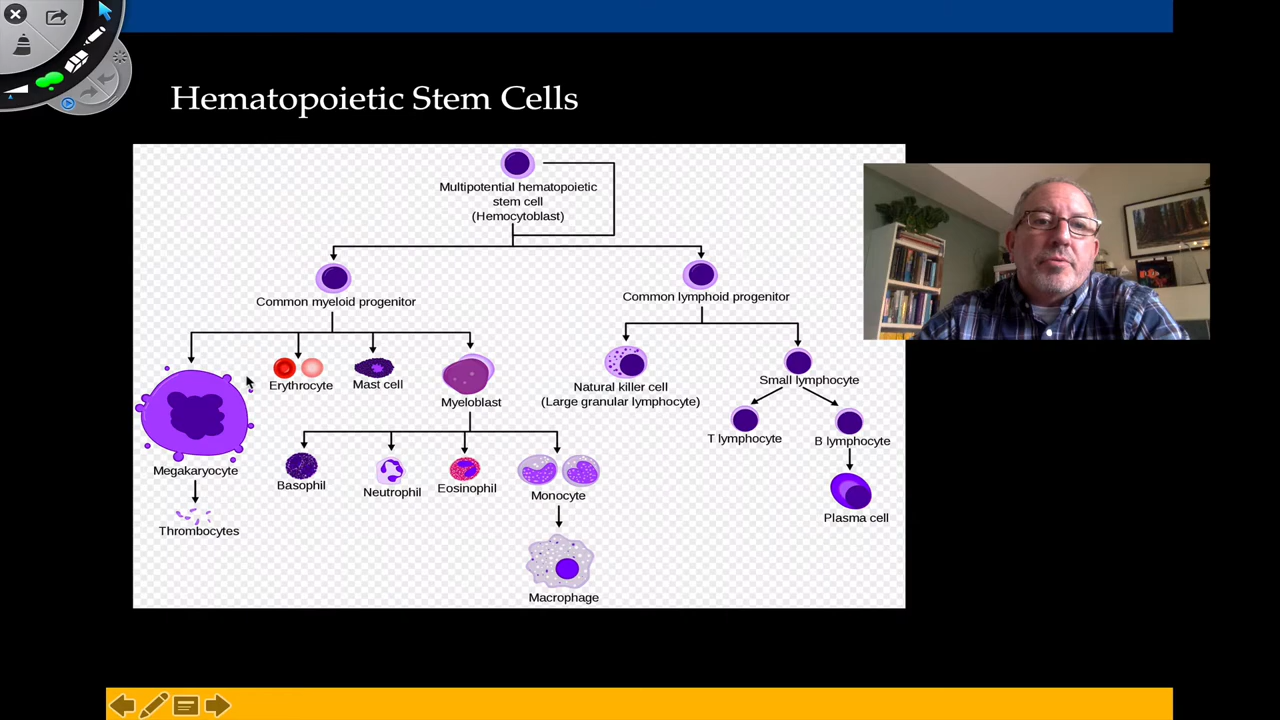 Hematopoietic Stem Cells
Multipotential hematopoietic
stem cell
(Hemocytoblast)
Common myeloid progenitor
Common lymphoid progenitor
Erythrocyte
Mast cell
Myeloblast
Natural killer cell
(Large granular lymphocyte)
Small lymphocyte
T lymphocyte
B lymphocyte
Megakaryocyte
Basophil
Neutrophil
Eosinophil
Monocyte
Plasma cell
Thrombocytes
Macrophage